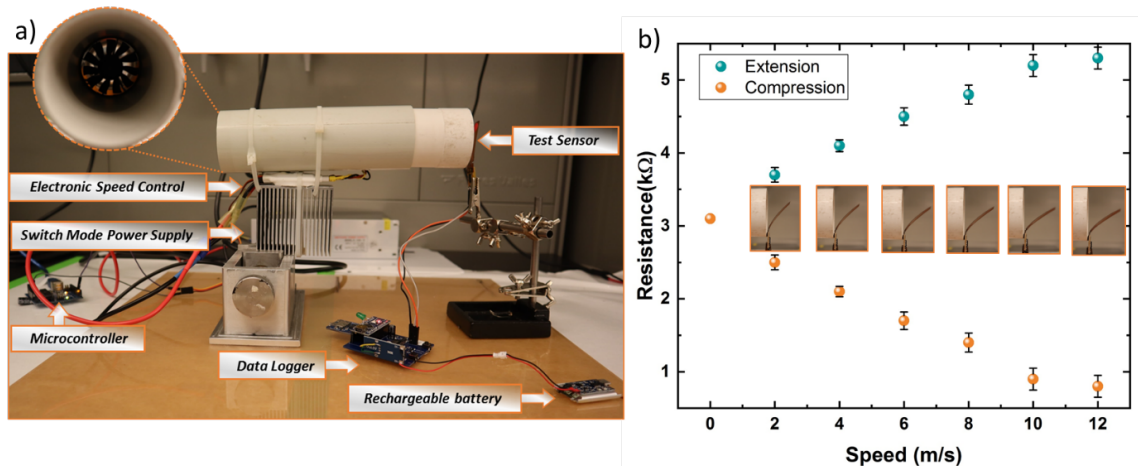 a)
Test Sensor
Electronic Speed Control
Switch Mode Power Supply
Microcontroller
Data Logger
Rechargeable battery
b)
Extension
Compression
Resistance(kΩ)
5
4
3
2
1
0
2
4
6
8
10
12
Speed (m/s)